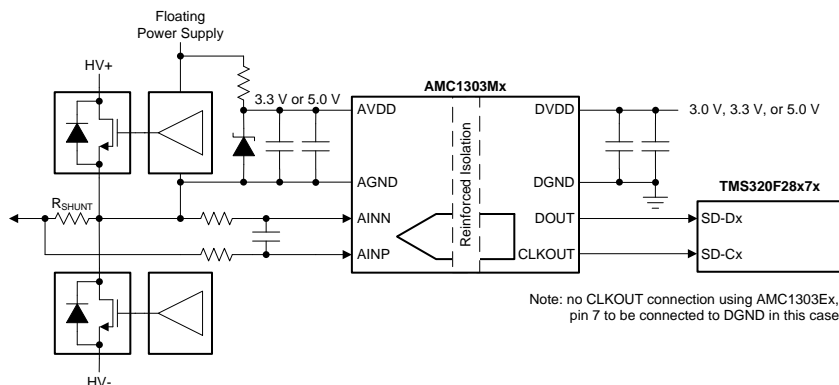 Floating
Power Supply
HV+
3.3 V or 5.0 V
AMC1303Mx
AVDD
DVDD
3.0 V, 3.3 V, or 5.0 V
Reinforced Isolation
AGND
DGND
TMS320F28x7x
RSHUNT
AINN
DOUT
SD-Dx
AINP
CLKOUT
SD-Cx
Note: no CLKOUT connection using AMC1303Ex,
pin 7 to be connected to DGND in this case
HV-